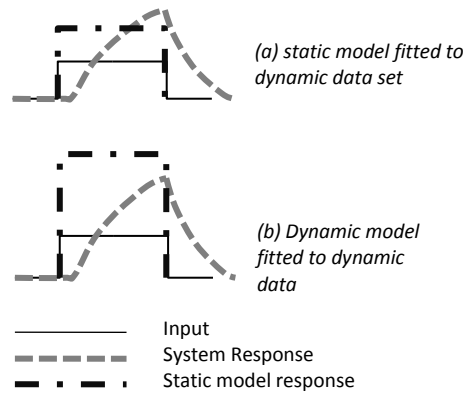 (a) static model fitted to
dynamic data set
(b) Dynamic model
fitted to dynamic
data
Input
System Response
Static model response